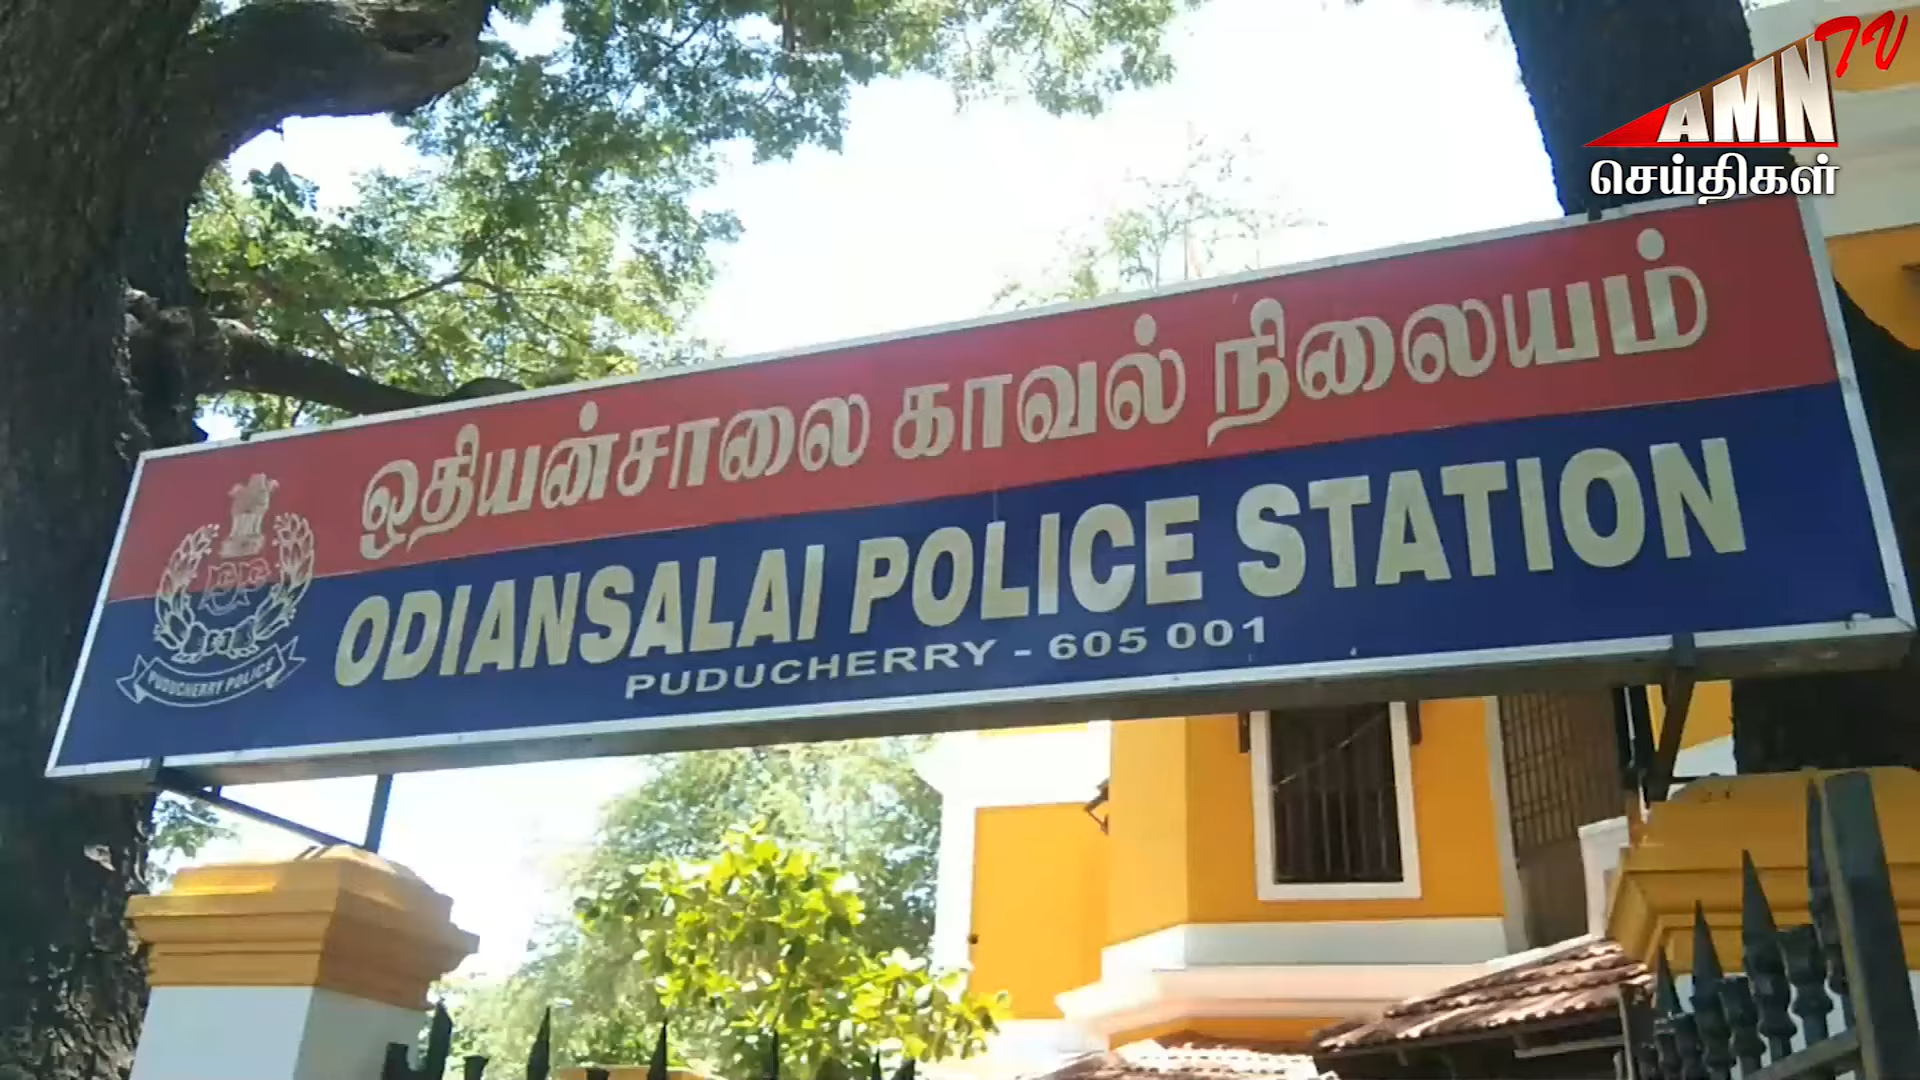 AMN TV
செய்திகள்
ஒதியன்சாலை காவல் நிலையம்
ODIANSALAI POLICE STATION
PUDUCHERRY - 605 001
PUDUCHERRY POLICE